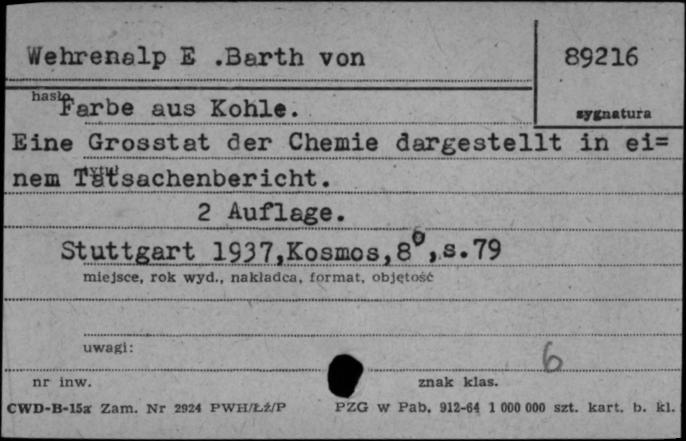 Wehrenalp E .Barth von
89216
hasło
Farbe aus Kohle.
sygnatura
Eine Grosstat der Chemie dargestellt in ei=
nem Tatsachenbericht.
tytuł
2 Auflage.
Stuttgart 1937,Kosmos,8⁰,s.79
miejsce, rok wyd., nakładca, format, objętość
uwagi:
6
nr inw.
znak klas.
CWD-B-15a Zam. Nr 2924 PWH/Łż/P
PZG w Pab. 912-64 1 000 000 szt. kart. b. kl.